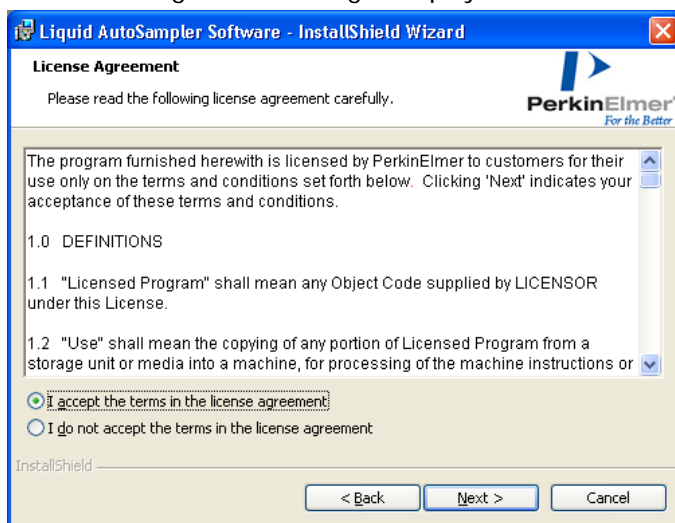 Liquid AutoSampler Software - InstallShield Wizard
License Agreement
Please read the following license agreement carefully.
PerkinElmer
For the Better
The program furnished herewith is licensed by PerkinElmer to customers for their
use only on the terms and conditions set forth below. Clicking 'Next' indicates your
acceptance of these terms and conditions.
1.0 DEFINITIONS
1.1 "Licensed Program" shall mean any Object Code supplied by LICENSOR
under this License.
1.2 "Use" shall mean the copying of any portion of Licensed Program from a
storage unit or media into a machine, for processing of the machine instructions or
I accept the terms in the license agreement
I do not accept the terms in the license agreement
InstallShield
< Back
Next >
Cancel